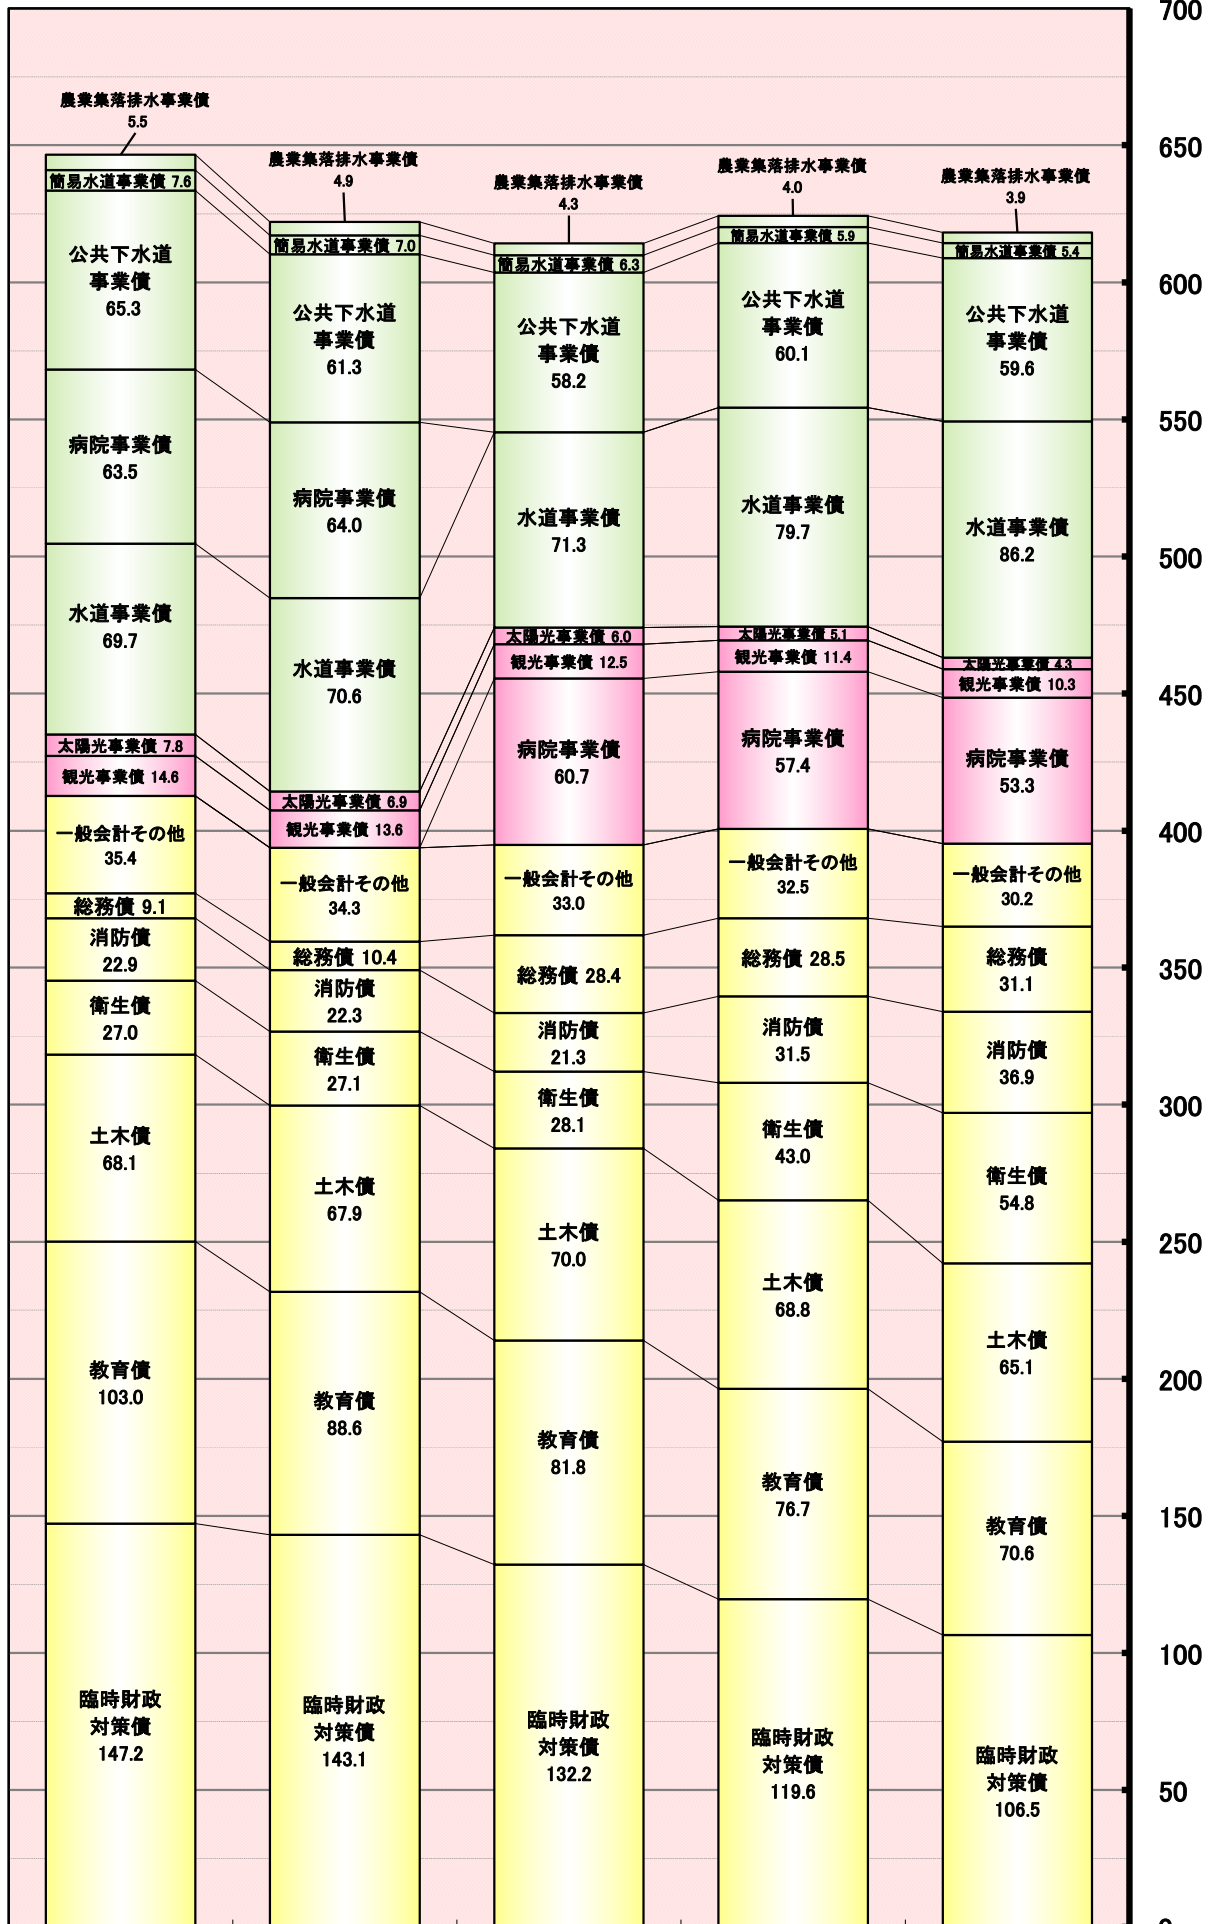 農業集落排水事業債
5.5
簡易水道事業債 7.6
公共下水道
事業債
65.3
病院事業債
63.5
水道事業債
69.7
太陽光事業債 7.8
観光事業債 14.6
一般会計その他
35.4
総務債 9.1
消防債
22.9
衛生債
27.0
土木債
68.1
教育債
103.0
臨時財政
対策債
147.2
農業集落排水事業債
4.9
簡易水道事業債 7.0
公共下水道
事業債
61.3
病院事業債
64.0
水道事業債
70.6
太陽光事業債 6.9
観光事業債 13.6
一般会計その他
34.3
総務債 10.4
消防債
22.3
衛生債
27.1
土木債
67.9
教育債
88.6
臨時財政
対策債
143.1
農業集落排水事業債
4.3
簡易水道事業債 6.3
公共下水道
事業債
58.2
水道事業債
71.3
太陽光事業債 6.0
観光事業債 12.5
病院事業債
60.7
一般会計その他
33.0
総務債 28.4
消防債
21.3
衛生債
28.1
土木債
70.0
教育債
81.8
臨時財政
対策債
132.2
農業集落排水事業債
4.0
簡易水道事業債 5.9
公共下水道
事業債
60.1
水道事業債
79.7
太陽光事業債 5.1
観光事業債 11.4
病院事業債
57.4
一般会計その他
32.5
総務債 28.5
消防債
31.5
衛生債
43.0
土木債
68.8
教育債
76.7
臨時財政
対策債
119.6
農業集落排水事業債
3.9
簡易水道事業債 5.4
公共下水道
事業債
59.6
水道事業債
86.2
太陽光事業債 4.3
観光事業債 10.3
病院事業債
53.3
一般会計その他
30.2
総務債
31.1
消防債
36.9
衛生債
54.8
土木債
65.1
教育債
70.6
臨時財政
対策債
106.5
700
650
600
550
500
450
400
350
300
250
200
150
100
50